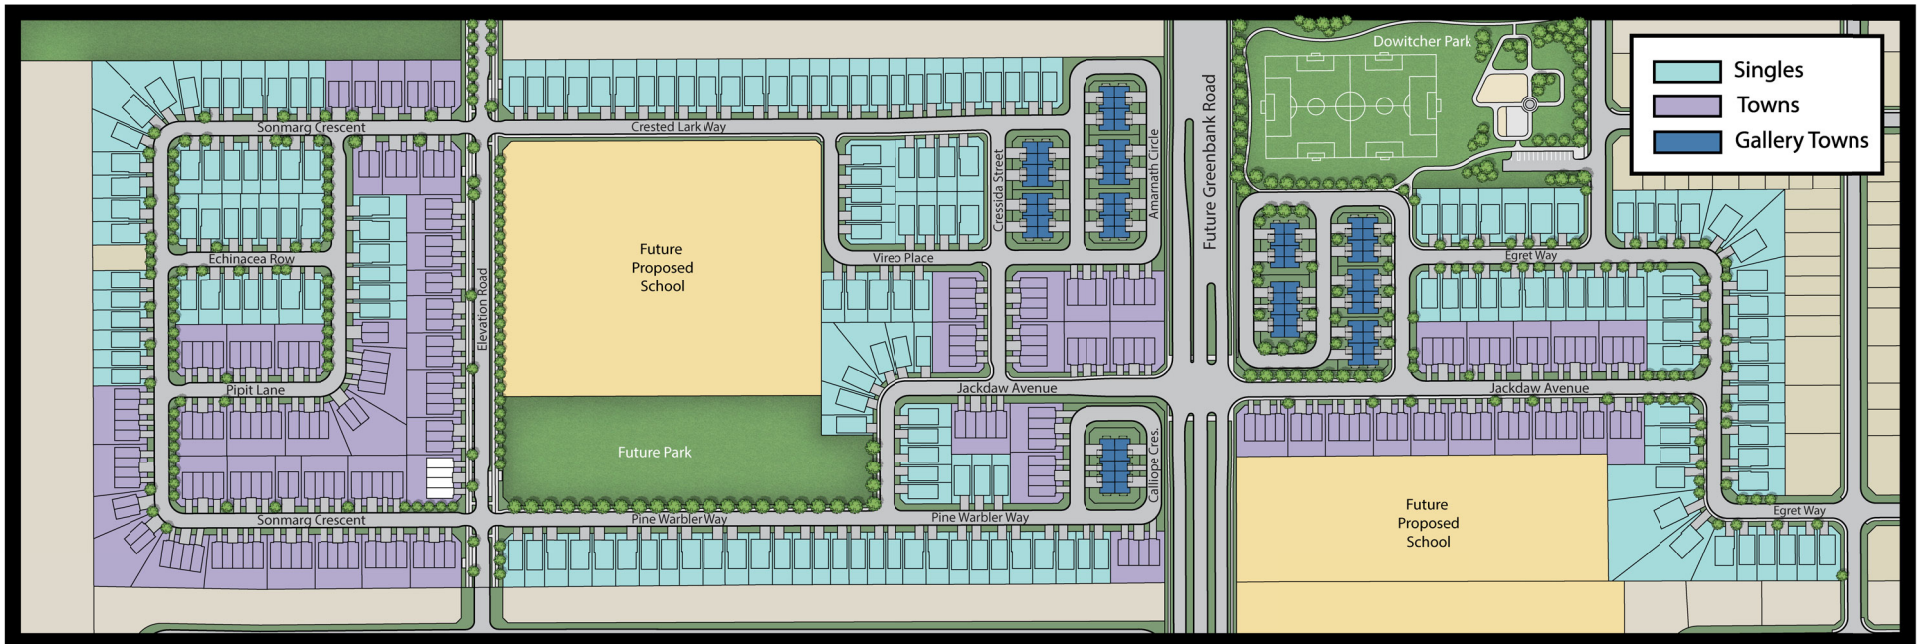 Dowitcher Park
Singles
Towns
Gallery Towns
Sonmarg Crescent
Crested Lark Way
Cressida Street
Amarnath Circle
Future Greenbank Road
Echinacea Row
Elevation Road
Future
Proposed
School
Vireo Place
Egret Way
Pipit Lane
Jackdaw Avenue
Jackdaw Avenue
Future Park
Calliope Cres.
Sonmarg Crescent
Pine Warbler Way
Pine Warbler Way
Future
Proposed
School
Egret Way